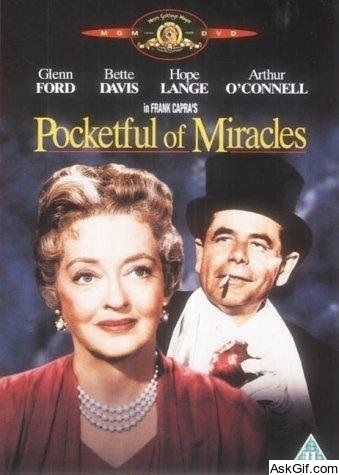 MGM DVD
Glenn Bette Hope Arthur
FORD DAVIS LANGE O'CONNELL
in FRANK CAPRA'S
Pocketful of Miracles
U
AskGif.com